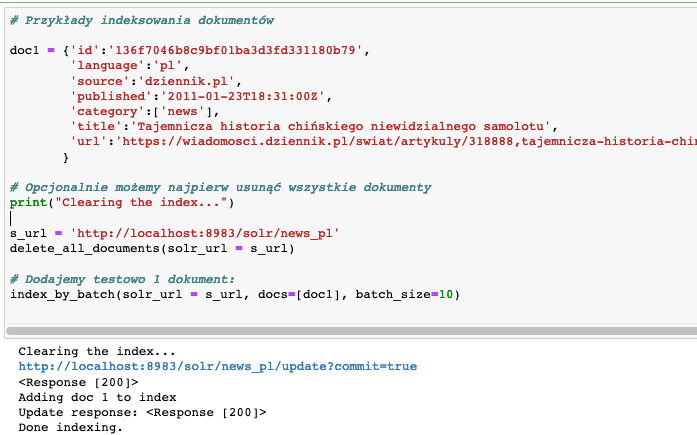 # Przykłady indeksowania dokumentów
doc1 = {'id':'136f7046b8c9bf01ba3d3fd331180b79',
'language':'pl',
'source':'dziennik.pl',
'published':'2011-01-23T18:31:00Z',
'category':['news'],
'title':'Tajemnicza historia chińskiego niewidzialnego samolotu',
'url':'https://wiadomosci.dziennik.pl/swiat/artykuly/318888,tajemnicza-historia-chi
}
# Opcjonalnie możemy najpierw usunąć wszystkie dokumenty
print("Clearing the index...")
s_url = 'http://localhost:8983/solr/news_pl'
delete_all_documents(solr_url = s_url)
# Dodajemy testowo 1 dokument:
index_by_batch(solr_url = s_url, docs=[doc1], batch_size=10)
Clearing the index...
http://localhost:8983/solr/news_pl/update?commit=true
<Response [200]>
Adding doc 1 to index
Update response: <Response [200]>
Done indexing.